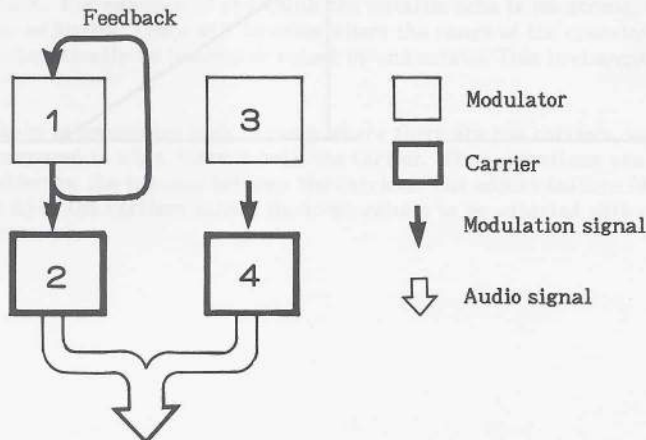 Feedback
1
3
Modulator
Carrier
Modulation signal
2
4
Audio signal